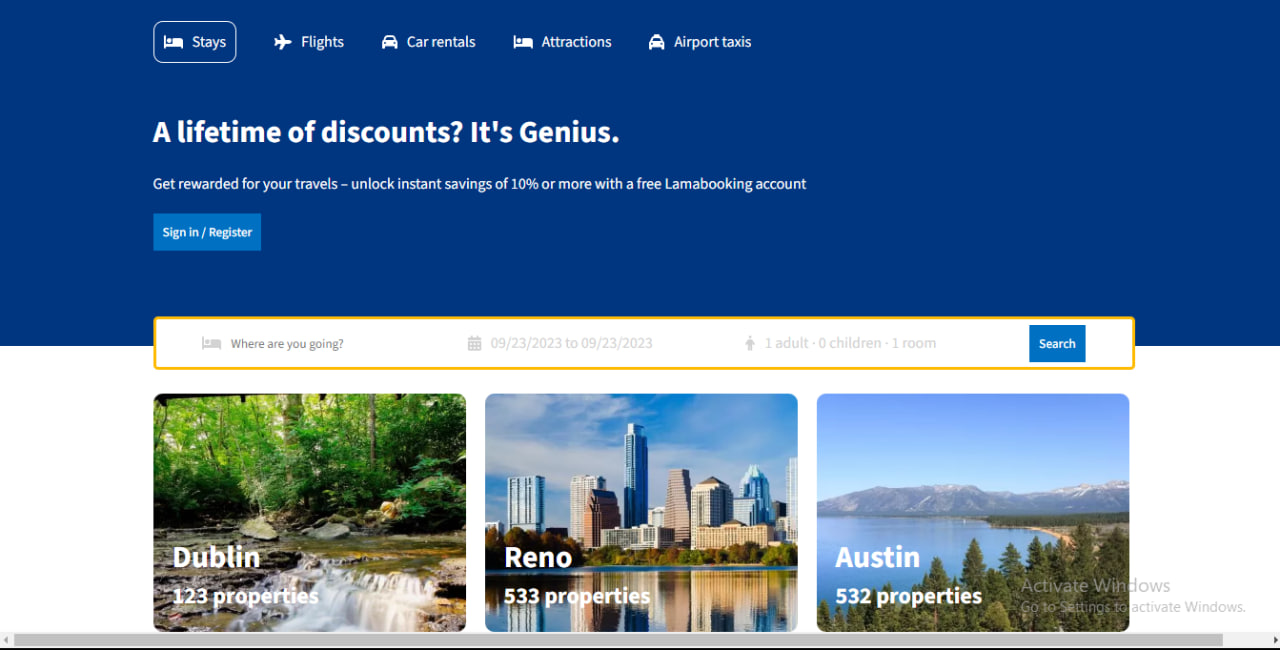 Stays Flights Car rentals Attractions Airport taxis
A lifetime of discounts? It's Genius.
Get rewarded for your travels – unlock instant savings of 10% or more with a free Lamabooking account
Sign in / Register
Where are you going? 09/23/2023 to 09/23/2023 1 adult · 0 children · 1 room Search
Dublin Reno Austin
123 properties 533 properties 532 properties
Activate Windows
Go to Settings to activate Windows.